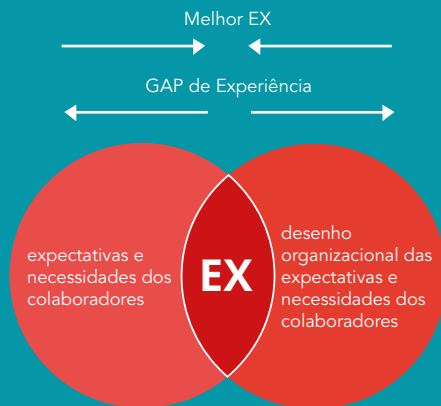 Melhor EX
GAP de Experiência
expectativas e
necessidades dos
colaboradores
EX
desenho
organizacional das
expectativas e
necessidades dos
colaboradores